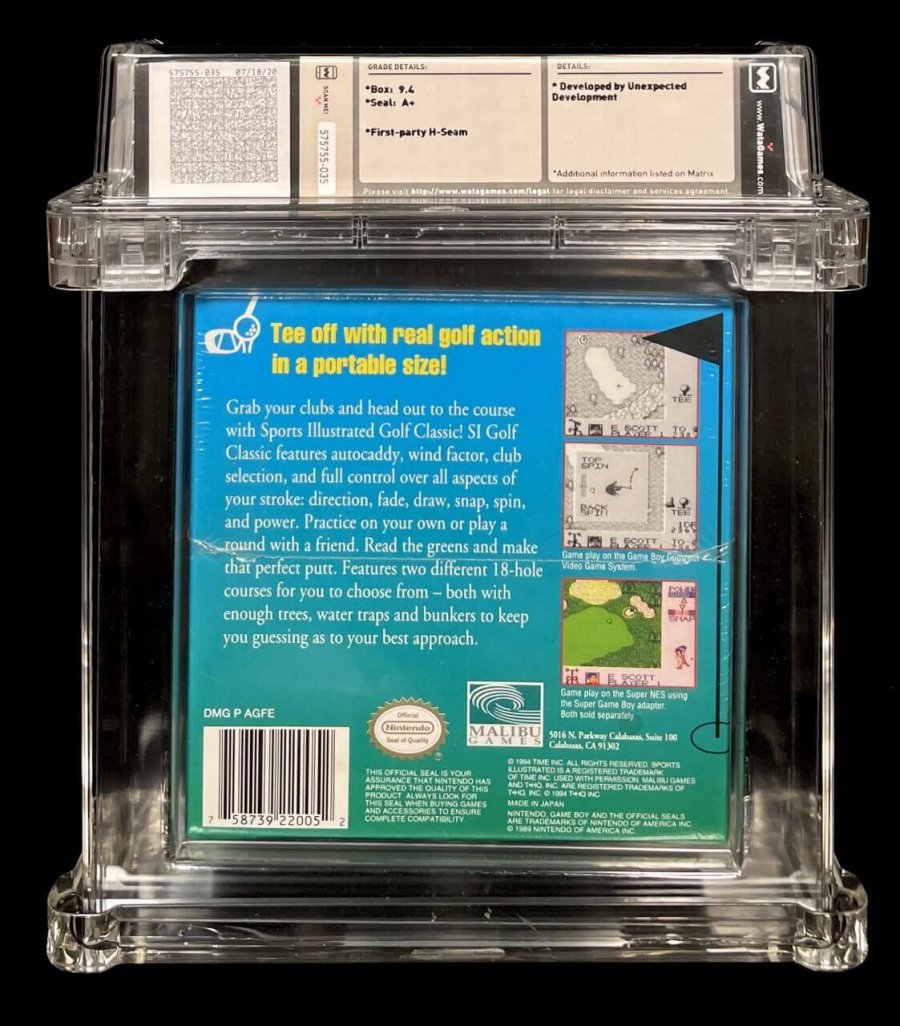 575755-035 07/18/20
SCAN ME!
575755-035
GRADE DETAILS:
*Box: 9.4
*Seal: A+
*First-party H-Seam
DETAILS:
* Developed by Unexpected
Development
*Additional information listed on Matrix
www.WataGames.com
Please visit http://www.watagames.com/legal for legal disclaimer and services agreement.
Tee off with real golf action
in a portable size!
Grab your clubs and head out to the course
with Sports Illustrated Golf Classic! SI Golf
Classic features autocaddy, wind factor, club
selection, and full control over all aspects of
your stroke: direction, fade, draw, snap, spin,
and power. Practice on your own or play a
round with a friend. Read the greens and make
that perfect putt. Features two different 18-hole
courses for you to choose from – both with
enough trees, water traps and bunkers to keep
you guessing as to your best approach.
TEE
E SCOTT
PLAYER 1
TOP
SPIN
BACK
SPIN
TEE
E SCOTT
PLAYER 1
Game play on the Game Boy Compact
Video Game System.
POWER
SNAP
E SCOTT
PLAYER 1
Game play on the Super NES using
the Super Game Boy adapter.
Both sold separately
DMG P AGFE
7 58739 22005 2
Official
Nintendo
Seal of Quality
THIS OFFICIAL SEAL IS YOUR
ASSURANCE THAT NINTENDO HAS
APPROVED THE QUALITY OF THIS
PRODUCT. ALWAYS LOOK FOR
THIS SEAL WHEN BUYING GAMES
AND ACCESSORIES TO ENSURE
COMPLETE COMPATIBILITY
MALIBU
GAMES
5016 N. Parkway Calabasas, Suite 100
Calabasas, CA 91302
© 1994 TIME INC. ALL RIGHTS RESERVED. SPORTS
ILLUSTRATED IS A REGISTERED TRADEMARK
OF TIME INC. USED WITH PERMISSION. MALIBU GAMES
AND T•HQ, INC. ARE REGISTERED TRADEMARKS OF
T•HQ, INC © 1994 T•HQ INC.
MADE IN JAPAN
NINTENDO, GAME BOY AND THE OFFICIAL SEALS
ARE TRADEMARKS OF NINTENDO OF AMERICA INC.
© 1989 NINTENDO OF AMERICA INC.